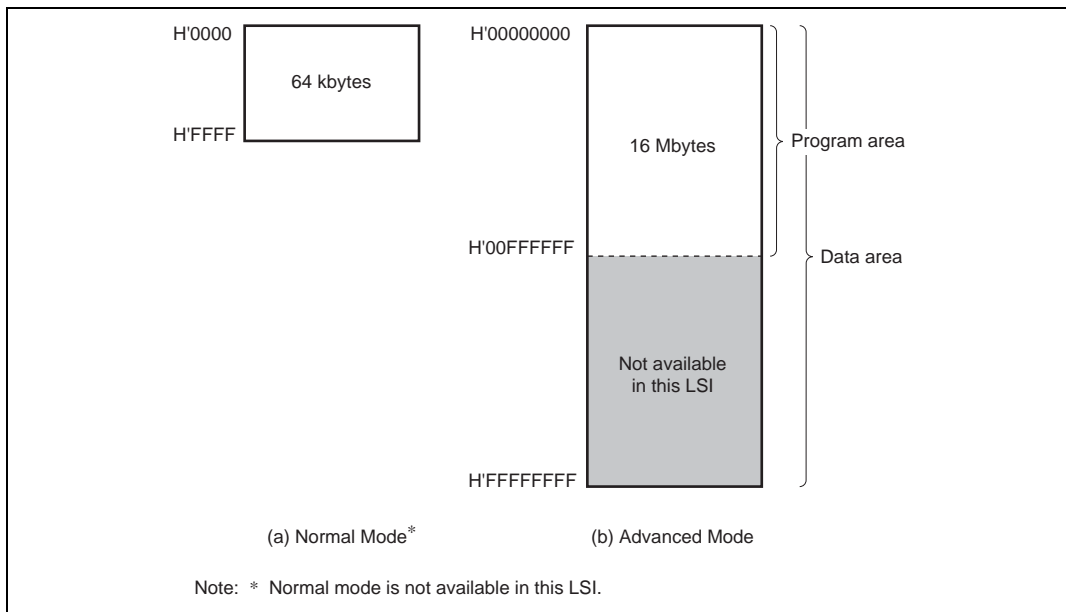 H'0000
64 kbytes
H'FFFF
H'00000000
16 Mbytes
Program area
H'00FFFFFF
Data area
Not available
in this LSI
H'FFFFFFFF
(a) Normal Mode*
(b) Advanced Mode
Note: * Normal mode is not available in this LSI.